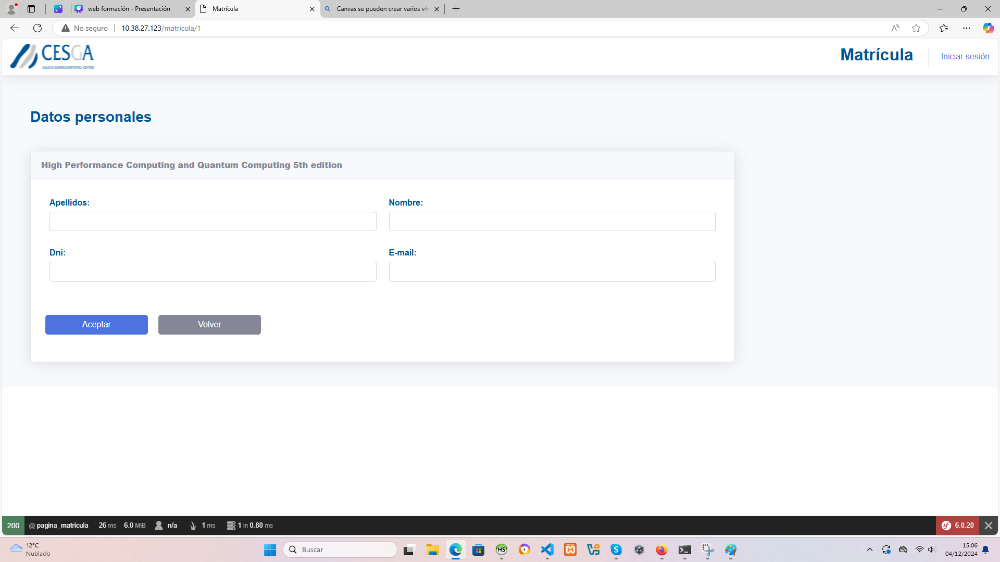 web formación - Presentación
Matrícula
Canvas se pueden crear varios vín
No seguro
10.38.27.123/matricula/1
CESGA
GALICIA SUPERCOMPUTING CENTER
Matrícula
Iniciar sesión
Datos personales
High Performance Computing and Quantum Computing 5th edition
Apellidos:
Nombre:
Dni:
E-mail:
Aceptar
Volver
200 @ pagina_matricula 26 ms 6.0 MiB n/a 1 ms 1 in 0.80 ms
6.0.20
12°C
Nublado
Buscar
HS
15:06
04/12/2024